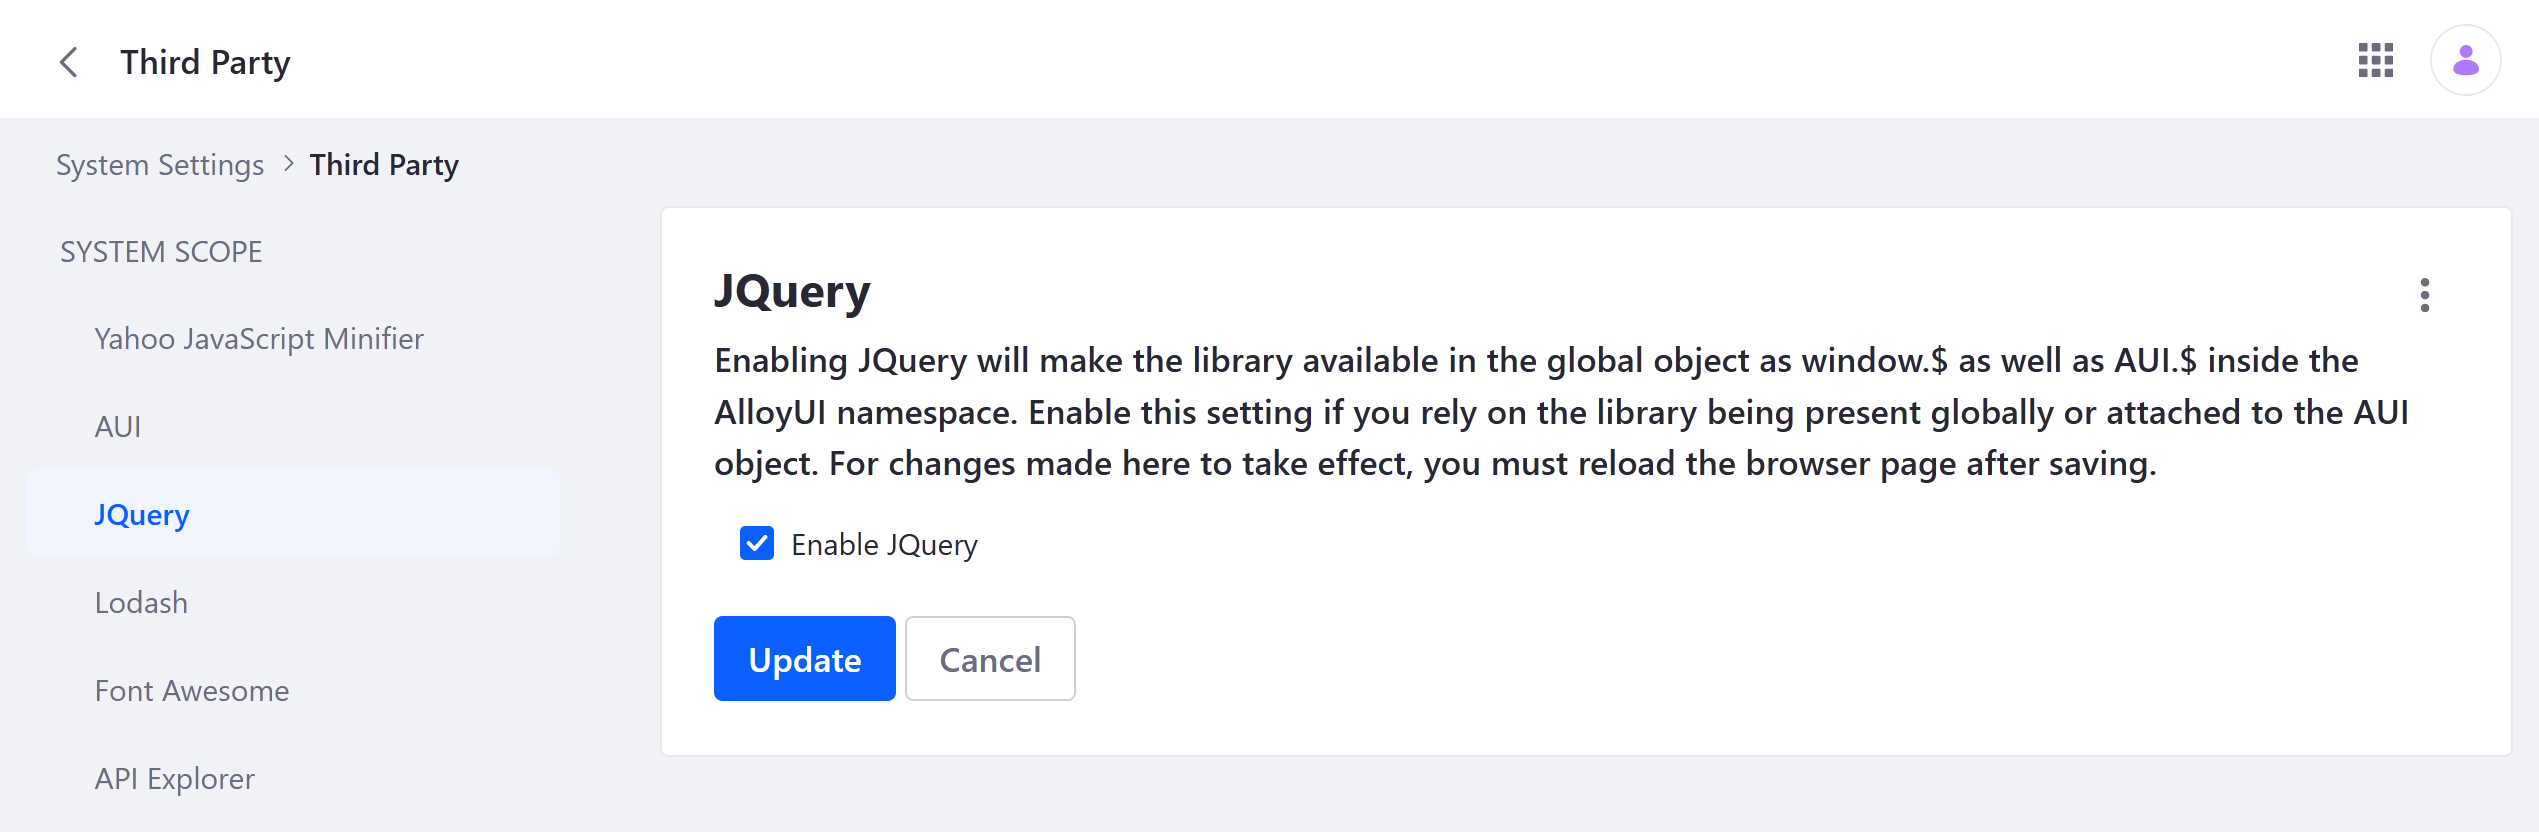 Third Party
System Settings > Third Party
SYSTEM SCOPE
Yahoo JavaScript Minifier
AUI
JQuery
Lodash
Font Awesome
API Explorer
JQuery
Enabling JQuery will make the library available in the global object as window.$ as well as AUI.$ inside the
AlloyUI namespace. Enable this setting if you rely on the library being present globally or attached to the AUI
object. For changes made here to take effect, you must reload the browser page after saving.
Enable JQuery
Update Cancel